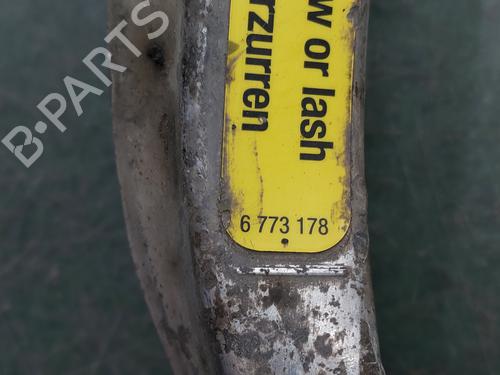 w or lash
rzurren
6 773 178
B-PARTS